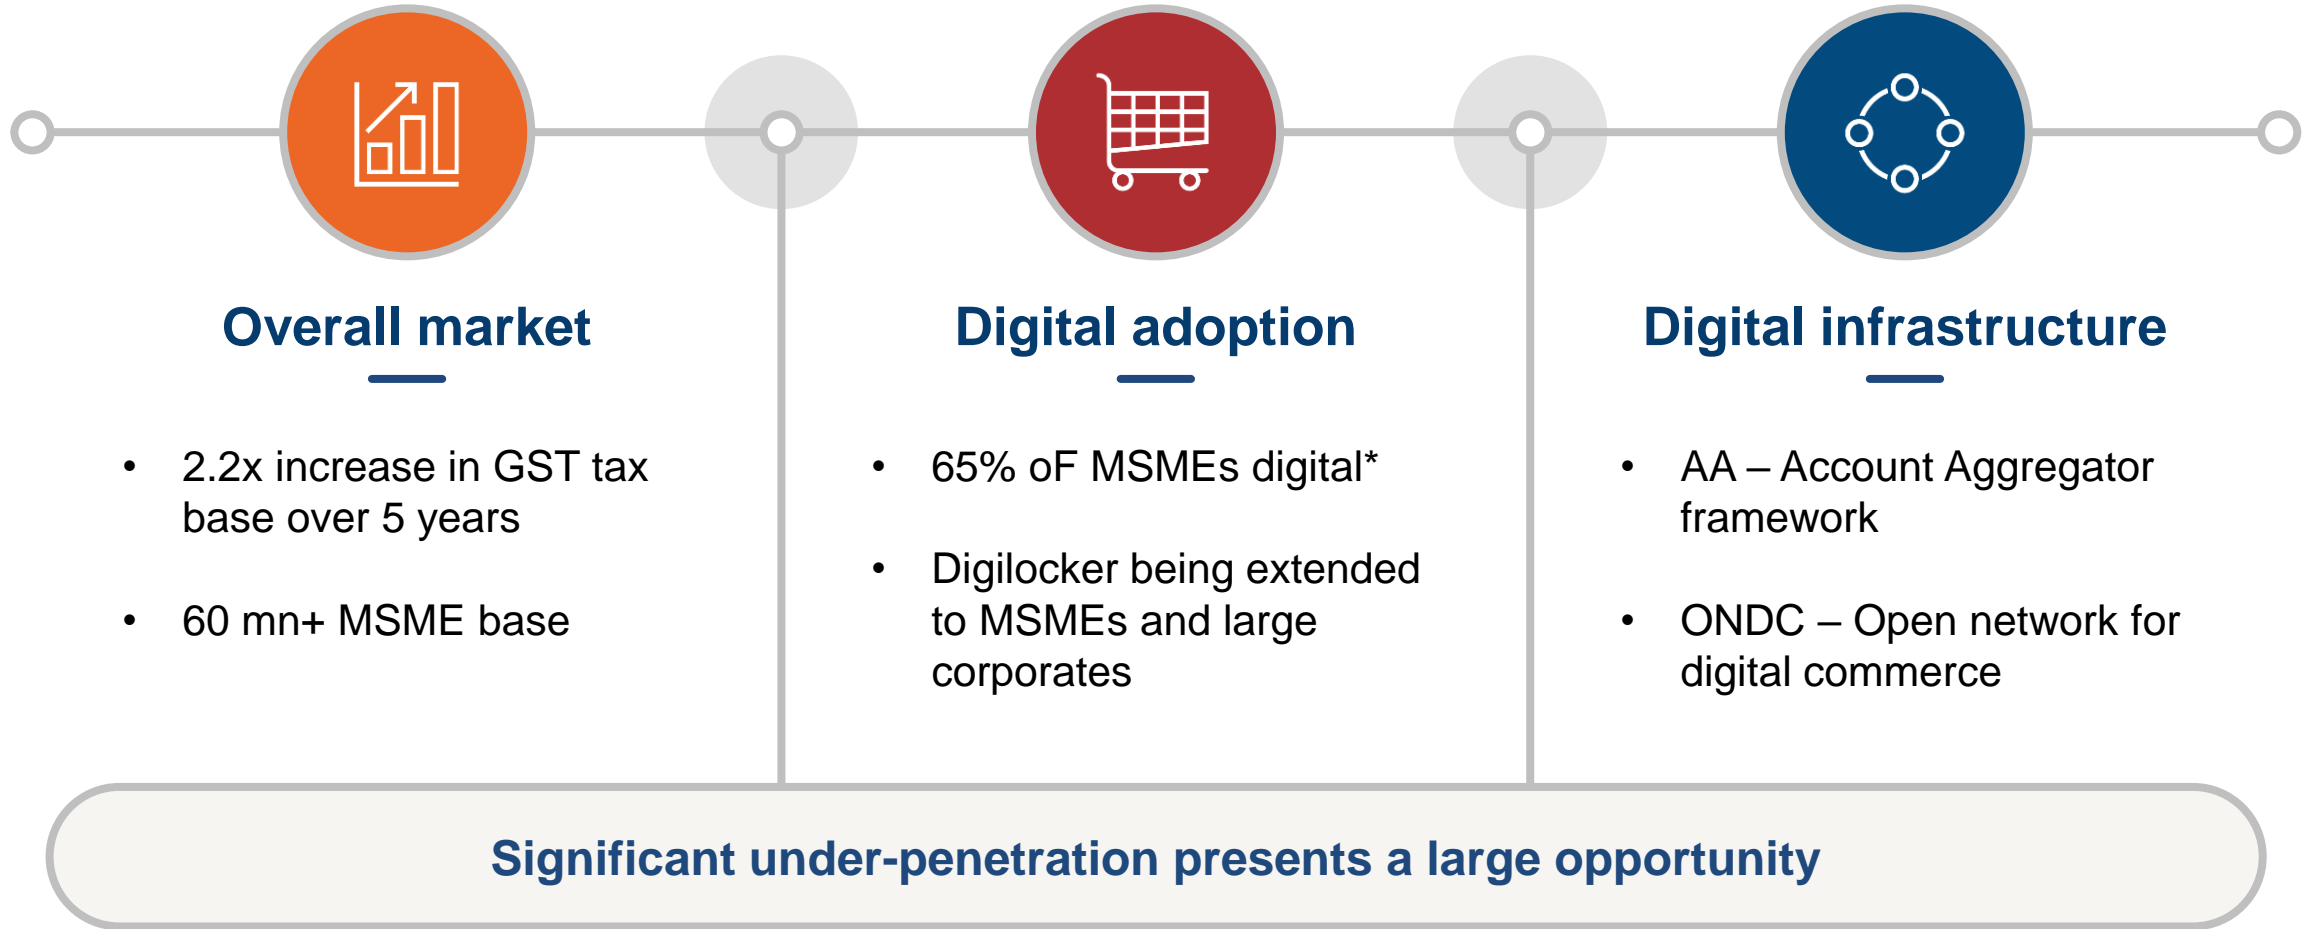 Overall market
• 2.2x increase in GST tax
base over 5 years
• 60 mn+ MSME base
Digital adoption
• 65% oF MSMEs digital*
• Digilocker being extended
to MSMEs and large
corporates
Digital infrastructure
• AA – Account Aggregator
framework
• ONDC – Open network for
digital commerce
Significant under-penetration presents a large opportunity